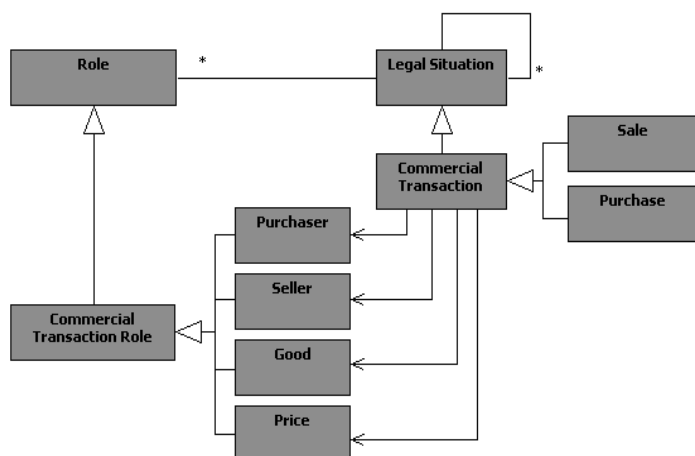 Role
*
Legal Situation
*
Sale
Commercial
Transaction
Purchase
Purchaser
Seller
Commercial
Transaction Role
Good
Price